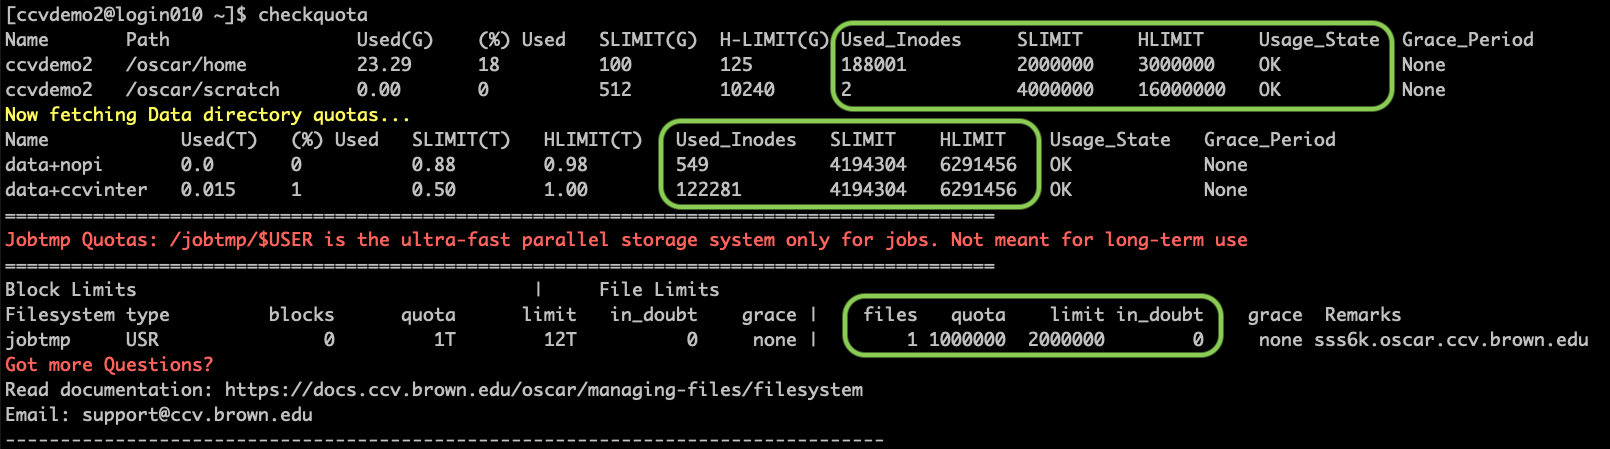 [ccvdemo2@login010 ~]$ checkquota
Name Path Used(G) (%) Used SLIMIT(G) H-LIMIT(G) Used_Inodes SLIMIT HLIMIT Usage_State Grace_Period
ccvdemo2 /oscar/home 23.29 18 100 125 188001 2000000 3000000 OK None
ccvdemo2 /oscar/scratch 0.00 0 512 10240 2 4000000 16000000 OK None
Now fetching Data directory quotas...
Name Used(T) (%) Used SLIMIT(T) HLIMIT(T) Used_Inodes SLIMIT HLIMIT Usage_State Grace_Period
data+nopi 0.0 0 0.88 0.98 549 4194304 6291456 OK None
data+ccvinter 0.015 1 0.50 1.00 122281 4194304 6291456 OK None
==========================================================================================
Jobtmp Quotas: /jobtmp/$USER is the ultra-fast parallel storage system only for jobs. Not meant for long-term use
==========================================================================================
Block Limits | File Limits
Filesystem type blocks quota limit in_doubt grace | files quota limit in_doubt grace Remarks
jobtmp USR 0 1T 12T 0 none | 1 1000000 2000000 0 none sss6k.oscar.ccv.brown.edu
Got more Questions?
Read documentation: https://docs.ccv.brown.edu/oscar/managing-files/filesystem
Email: support@ccv.brown.edu
--------------------------------------------------------------------------------